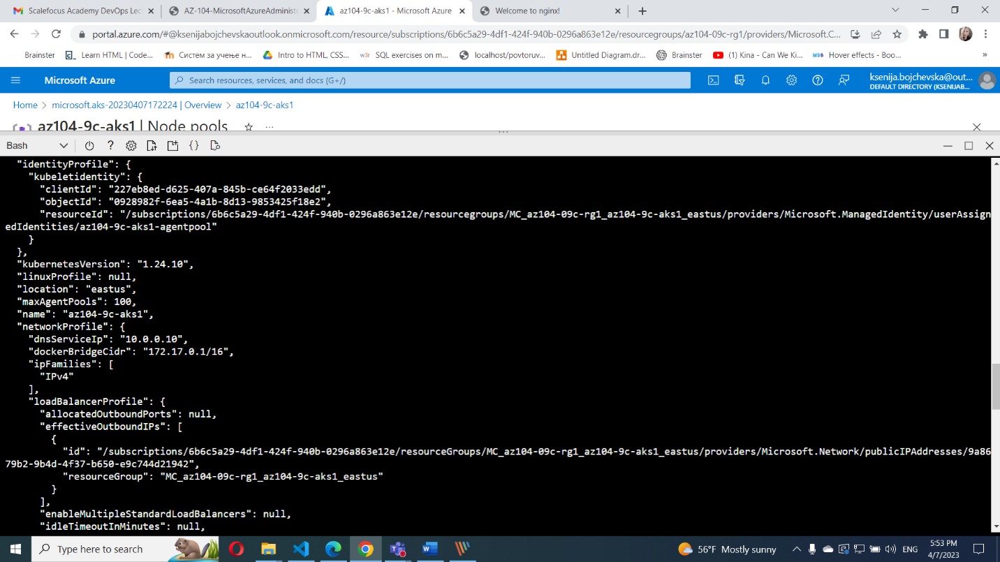 Scalefocus Academy DevOps Lec
AZ-104-MicrosoftAzureAdministr
az104-9c-aks1 - Microsoft Azure
Welcome to nginx!
portal.azure.com/#@ksenijabojchevskaoutlook.onmicrosoft.com/resource/subscriptions/6b6c5a29-4df1-424f-940b-0296a863e12e/resourcegroups/az104-09c-rg1/providers/Microsoft.C...
Brainster
Learn HTML | Code...
Систем за учење н...
Intro to HTML, CSS...
w3r SQL exercises on m...
localhost/povtoruv...
Untitled Diagram.dr...
Brainster
(1) Kina - Can We Ki...
MDB Hover effects - Boo...
»
Microsoft Azure
Search resources, services, and docs (G+/)
ksenija.bojchevska@out...
DEFAULT DIRECTORY (KSENIJAB...
Home > microsoft.aks-20230407172224 | Overview > az104-9c-aks1
az104-9c-aks1 | Node pools ...
Bash
?
{}
"identityProfile": {
"kubeletidentity": {
"clientId": "227eb8ed-d625-407a-845b-ce64f2033edd",
"objectId": "0928982f-6ea5-4a1b-8d13-9853425f18e2",
"resourceId": "/subscriptions/6b6c5a29-4df1-424f-940b-0296a863e12e/resourcegroups/MC_az104-09c-rg1_az104-9c-aks1_eastus/providers/Microsoft.ManagedIdentity/userAssign
edIdentities/az104-9c-aks1-agentpool"
}
},
"kubernetesVersion": "1.24.10",
"linuxProfile": null,
"location": "eastus",
"maxAgentPools": 100,
"name": "az104-9c-aks1",
"networkProfile": {
"dnsServiceIp": "10.0.0.10",
"dockerBridgeCidr": "172.17.0.1/16",
"ipFamilies": [
"IPv4"
],
"loadBalancerProfile": {
"allocatedOutboundPorts": null,
"effectiveOutboundIPs": [
{
"id": "/subscriptions/6b6c5a29-4df1-424f-940b-0296a863e12e/resourceGroups/MC_az104-09c-rg1_az104-9c-aks1_eastus/providers/Microsoft.Network/publicIPAddresses/9a86
79b2-9b4d-4f37-b650-e9c744d21942",
"resourceGroup": "MC_az104-09c-rg1_az104-9c-aks1_eastus"
}
],
"enableMultipleStandardLoadBalancers": null,
"idleTimeoutInMinutes": null,
Type here to search
56°F Mostly sunny
ENG
5:53 PM
4/7/2023